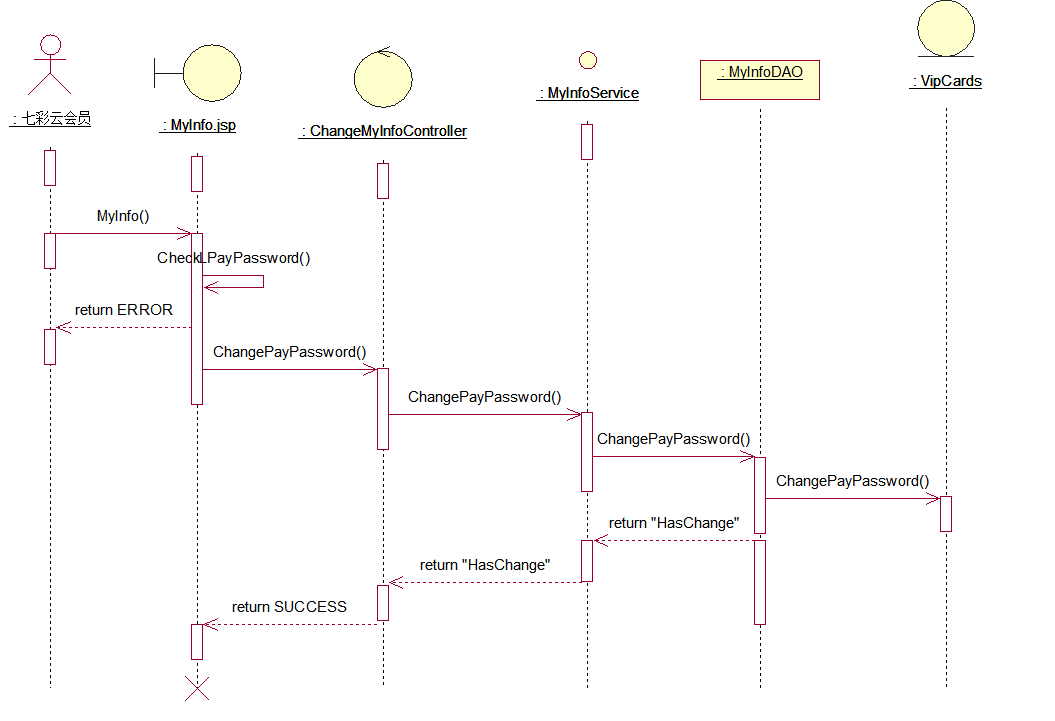 : 七彩云会员
: MyInfo.jsp
: ChangeMyInfoController
: MyInfoService
: MyInfoDAO
: VipCards
MyInfo()
CheckLPayPassword()
return ERROR
ChangePayPassword()
ChangePayPassword()
ChangePayPassword()
ChangePayPassword()
return "HasChange"
return "HasChange"
return SUCCESS